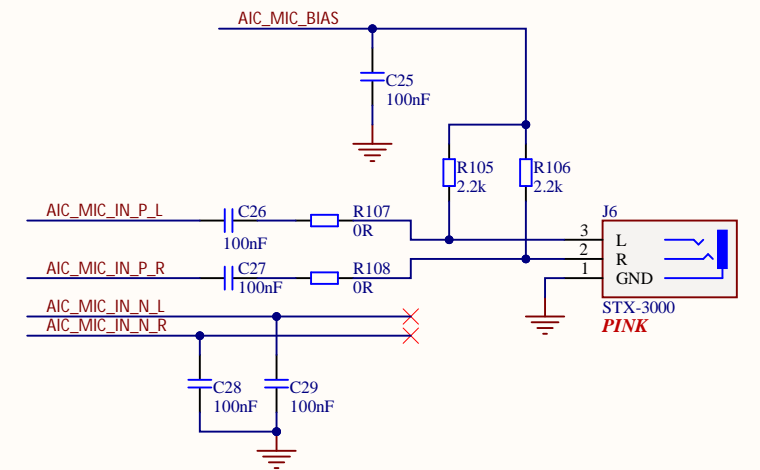 AIC_MIC_BIAS
C25
100nF
R105
2.2k
R106
2.2k
AIC_MIC_IN_P_L
C26
100nF
R107
0R
J6
3
L
2
R
1
GND
AIC_MIC_IN_P_R
C27
100nF
R108
0R
STX-3000
PINK
AIC_MIC_IN_N_L
AIC_MIC_IN_N_R
C28
100nF
C29
100nF